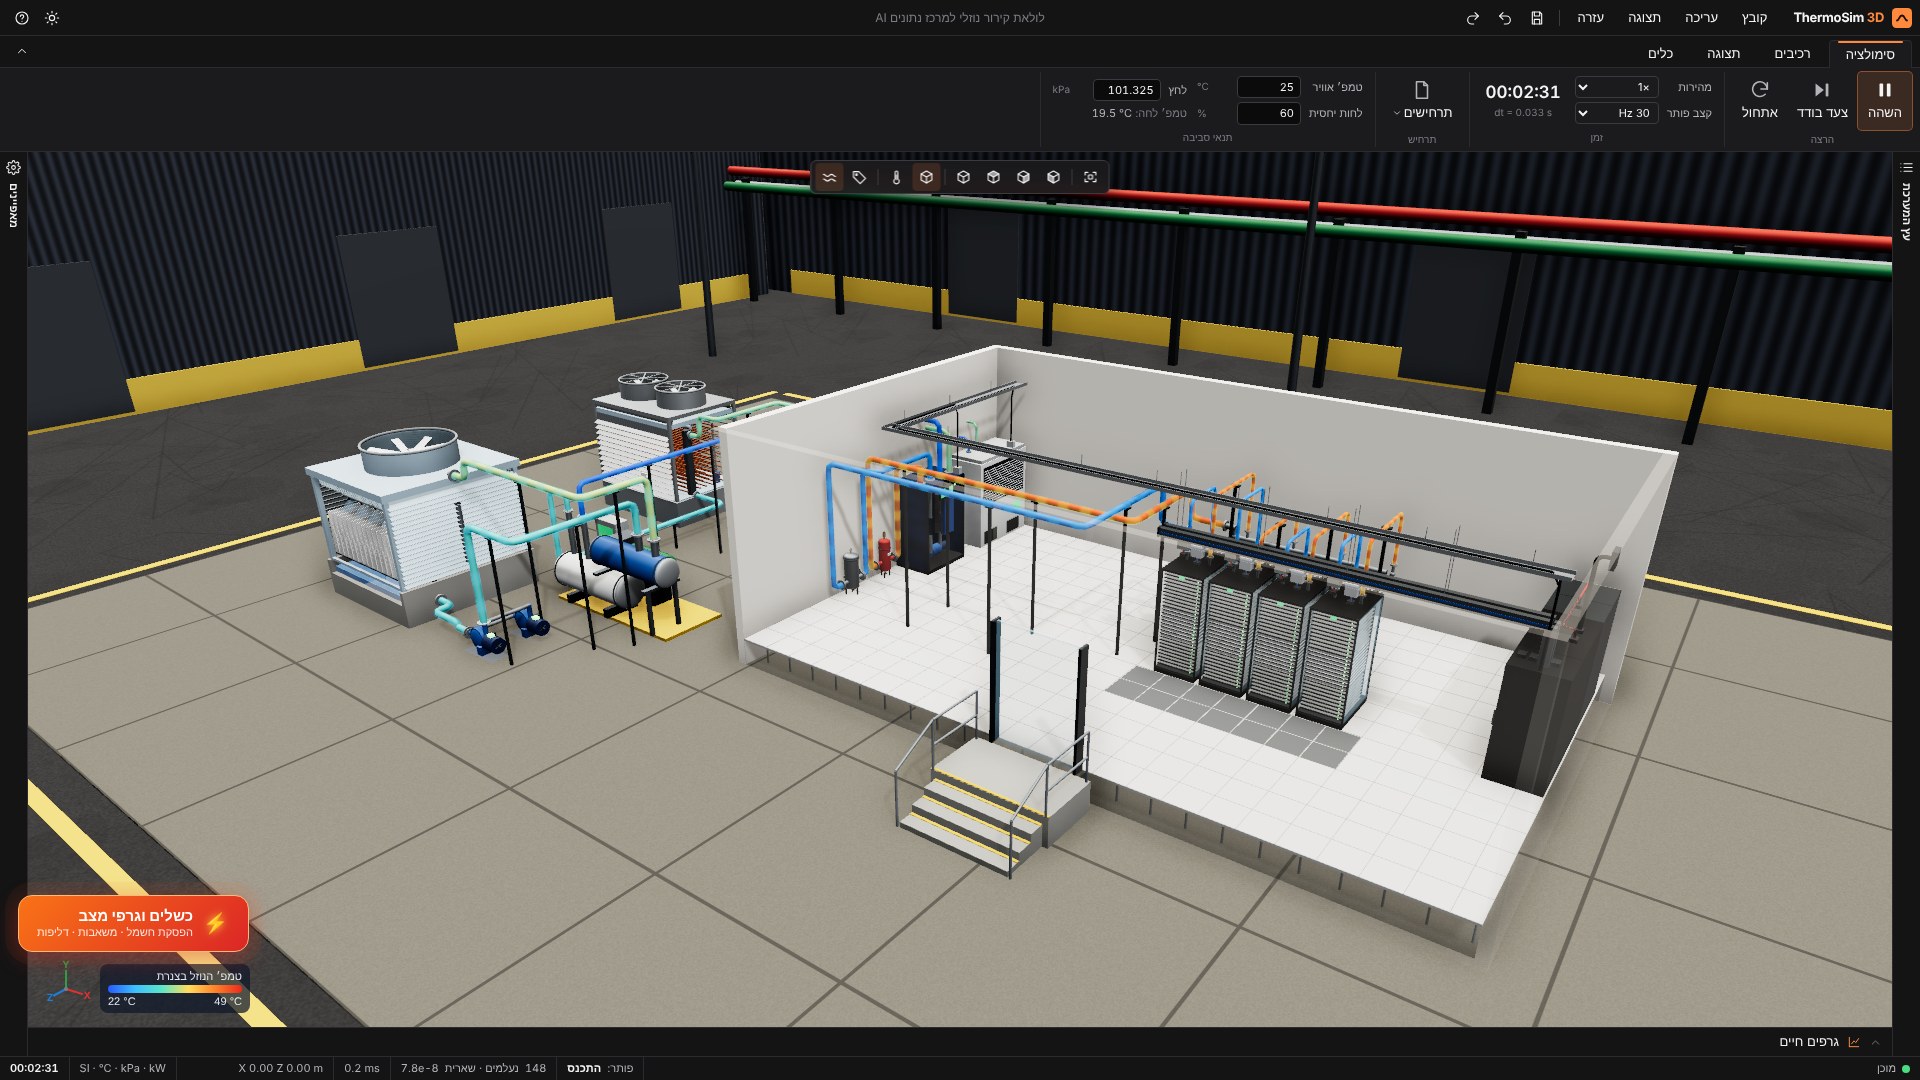 ThermoSim 3D
קובץ
עריכה
תצוגה
עזרה
לולאת קירור נוזלי למרכז נתונים AI
סימולציה
רכיבים
תצוגה
כלים
השהה
צעד בודד
אתחול
הרצה
מהירות 1×
קצב פותר 30 Hz
00:02:31
dt = 0.033 s
זמן
תרחישים
תרחיש
טמפ׳ אוויר 25 °C
לחות יחסית 60 %
לחץ 101.325 kPa
טמפ׳ לחה: 19.5 °C
תנאי סביבה
עץ המערכת
מאפיינים
כשלים וגרפי מצב
הפסקת חשמל · משאבות · דליפות
טמפ׳ הנוזל בצנרת
22 °C 49 °C
Y
X
Z
גרפים חיים
מוכן
פותר: התכנס
148 נעלמים · שארית 7.8e-8
0.2 ms
X 0.00 Z 0.00 m
SI · °C · kPa · kW
00:02:31